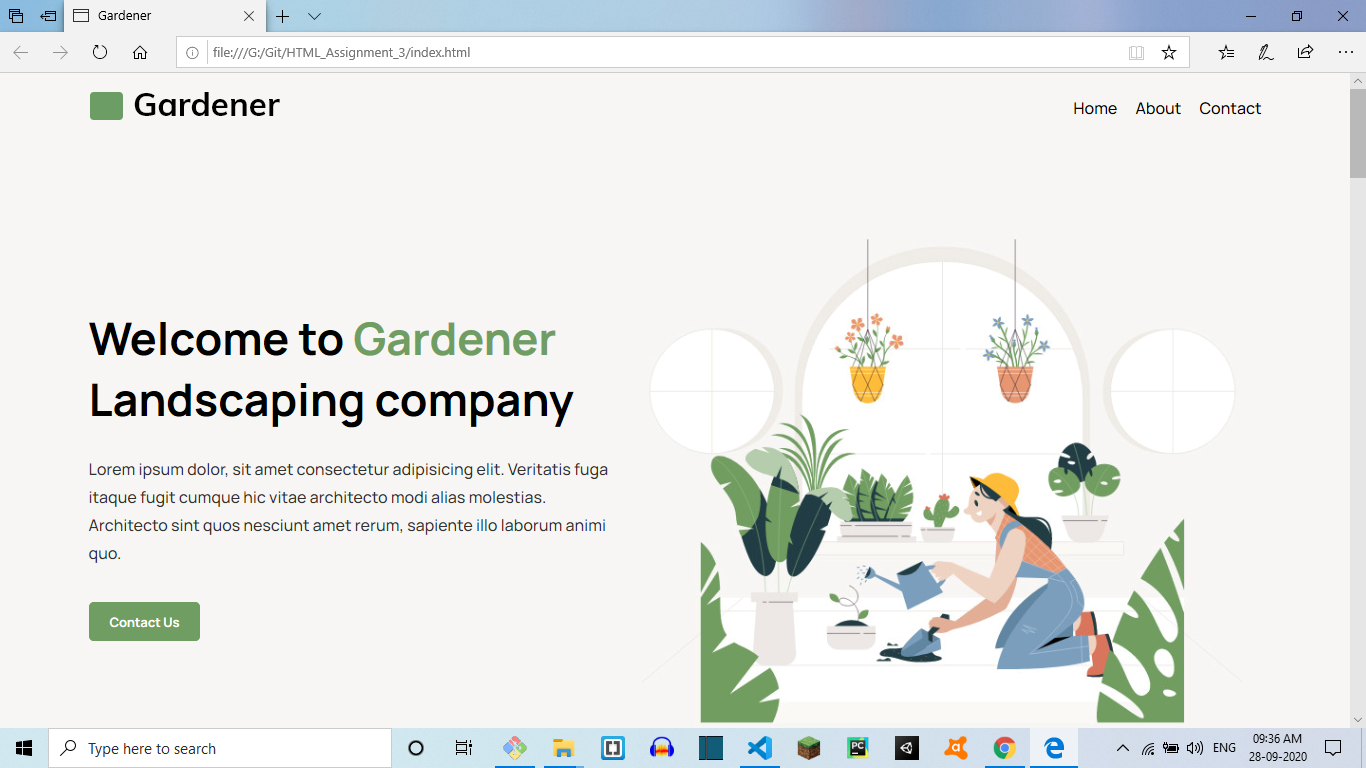 Gardener
file:///G:/Git/HTML_Assignment_3/index.html
Gardener
Home About Contact
Welcome to Gardener
Landscaping company
Lorem ipsum dolor, sit amet consectetur adipisicing elit. Veritatis fuga
itaque fugit cumque hic vitae architecto modi alias molestias.
Architecto sint quos nesciunt amet rerum, sapiente illo laborum animi
quo.
Contact Us
Type here to search
PC
ENG
09:36 AM
28-09-2020